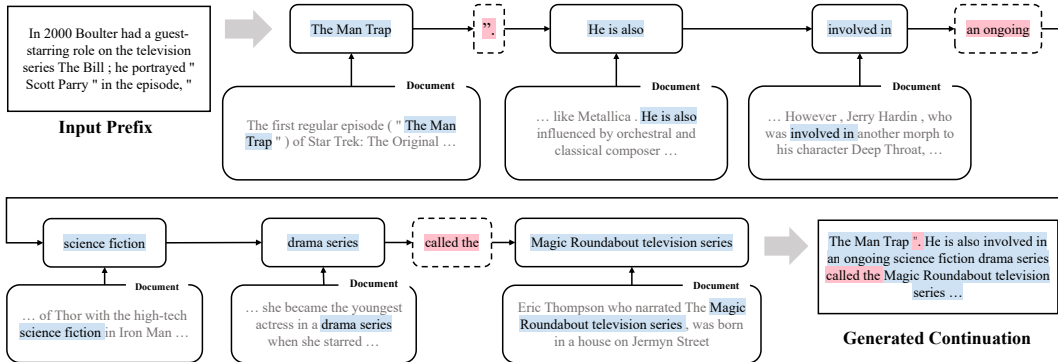 In 2000 Boulter had a guest-
starring role on the television
series The Bill ; he portrayed "
Scott Parry " in the episode, "
Input Prefix
The Man Trap
”.
He is also
involved in
an ongoing
Document
The first regular episode ( " The Man
Trap " ) of Star Trek: The Original …
Document
… like Metallica . He is also
influenced by orchestral and
classical composer …
Document
… However , Jerry Hardin , who
was involved in another morph to
his character Deep Throat, …
science fiction
drama series
called the
Magic Roundabout television series
Document
… of Thor with the high-tech
science fiction in Iron Man …
Document
… she became the youngest
actress in a drama series
when she starred …
Document
Eric Thompson who narrated The Magic
Roundabout television series , was born
in a house on Jermyn Street
The Man Trap ”. He is also involved in
an ongoing science fiction drama series
called the Magic Roundabout television
series …
Generated Continuation